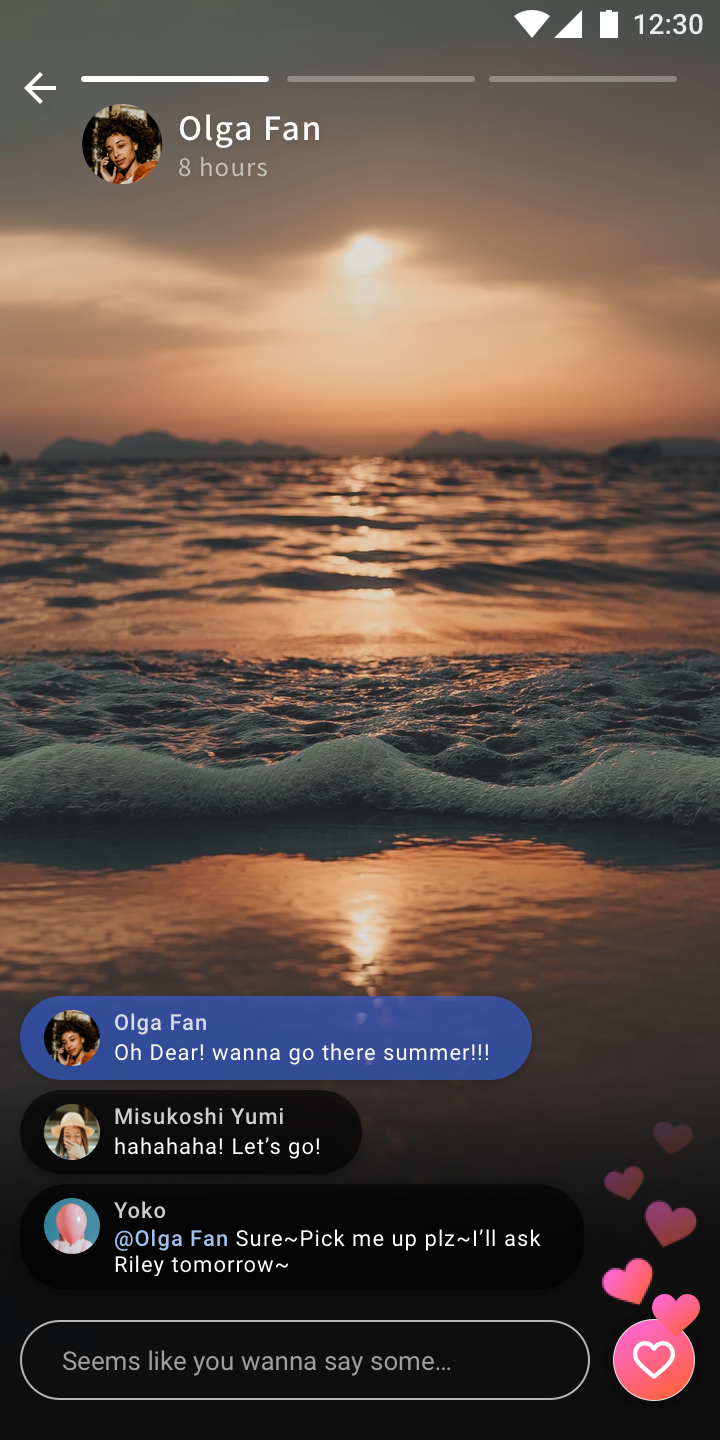 12:30
Olga Fan
8 hours
Olga Fan
Oh Dear! wanna go there summer!!!
Misukoshi Yumi
hahahaha! Let’s go!
Yoko
@Olga Fan Sure~Pick me up plz~I’ll ask
Riley tomorrow~
Seems like you wanna say some…